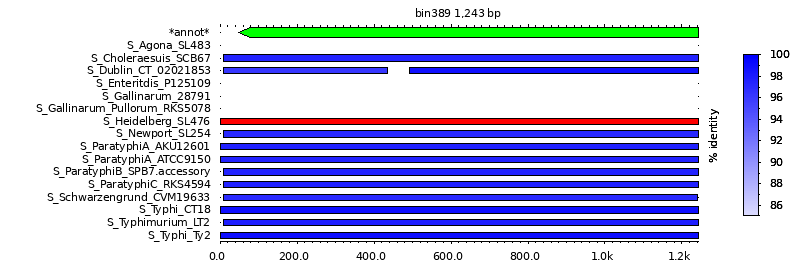 bin389 1,243 bp
*annot*
S_Agona_SL483
S_Choleraesuis_SCB67
S_Dublin_CT_02021853
S_Enteritdis_P125109
S_Gallinarum_28791
S_Gallinarum_Pullorum_RKS5078
S_Heidelberg_SL476
S_Newport_SL254
S_ParatyphiA_AKU12601
S_ParatyphiA_ATCC9150
S_ParatyphiB_SPB7.accessory
S_ParatyphiC_RKS4594
S_Schwarzengrund_CVM19633
S_Typhi_CT18
S_Typhimurium_LT2
S_Typhi_Ty2
0.0 200.0 400.0 600.0 800.0 1.0k 1.2k
% identity
100
98
96
94
92
90
88
86